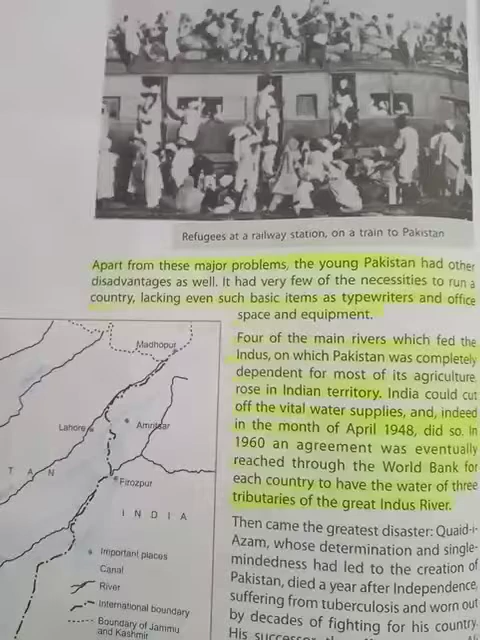 Refugees at a railway station, on a train to Pakistan
Apart from these major problems, the young Pakistan had other
disadvantages as well. It had very few of the necessities to run a
country, lacking even such basic items as typewriters and office
space and equipment.
Four of the main rivers which fed the
Indus, on which Pakistan was completely
dependent for most of its agriculture,
rose in Indian territory. India could cut
off the vital water supplies, and, indeed
in the month of April 1948, did so. In
1960 an agreement was eventually
reached through the World Bank for
each country to have the water of three
tributaries of the great Indus River.
Then came the greatest disaster: Quaid-i-
Azam, whose determination and single-
mindedness had led to the creation of
Pakistan, died a year after Independence,
suffering from tuberculosis and worn out
by decades of fighting for his country.
His
Madhopur
Lahore
Amritsar
T A N
Firozpur
I N D I A
Important places
Canal
River
International boundary
Boundary of Jammu
and Kashmir